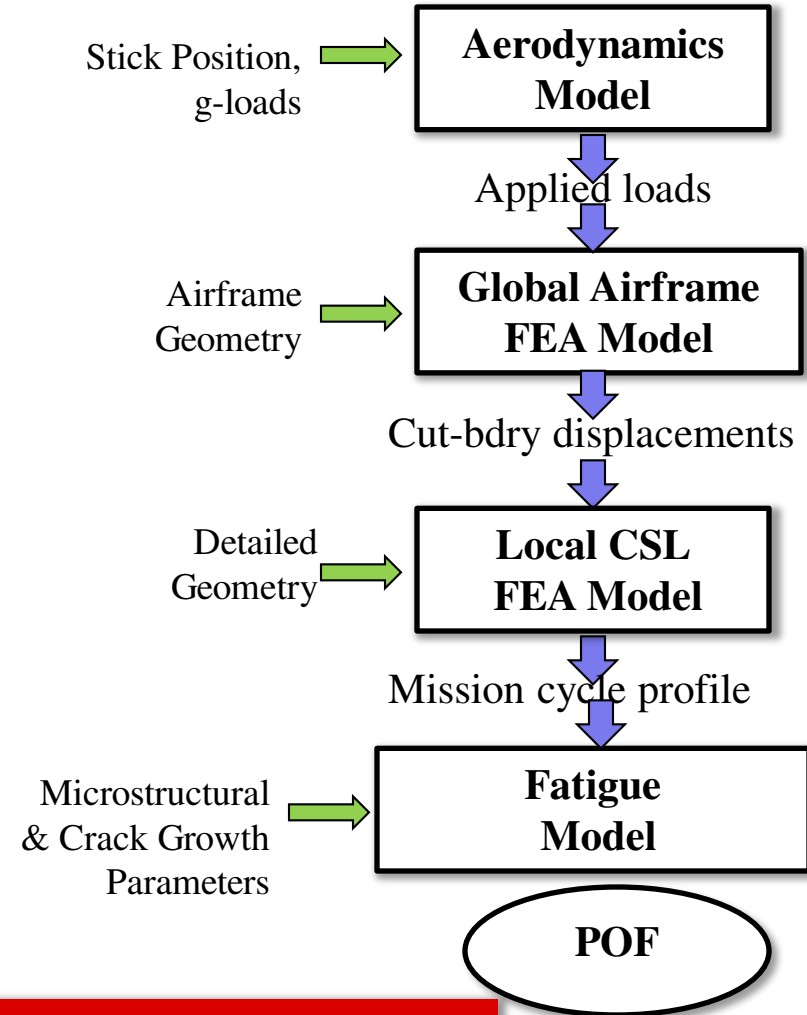 Stick Position,
g-loads
Aerodynamics
Model
Applied loads
Airframe
Geometry
Global Airframe
FEA Model
Cut-bdry displacements
Detailed
Geometry
Local CSL
FEA Model
Mission cycle profile
Microstructural
& Crack Growth
Parameters
Fatigue
Model
POF